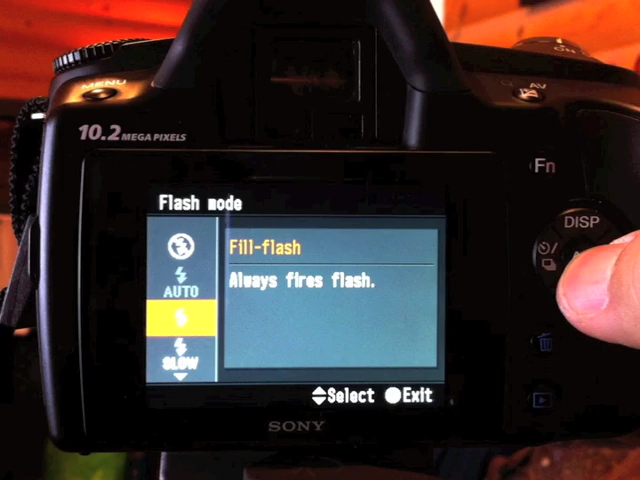 MENU
AV
10.2 MEGA PIXELS
Fn
Flash mode
DISP
Fill-flash
AUTO
Always fires flash.
SLOW
Select Exit
SONY